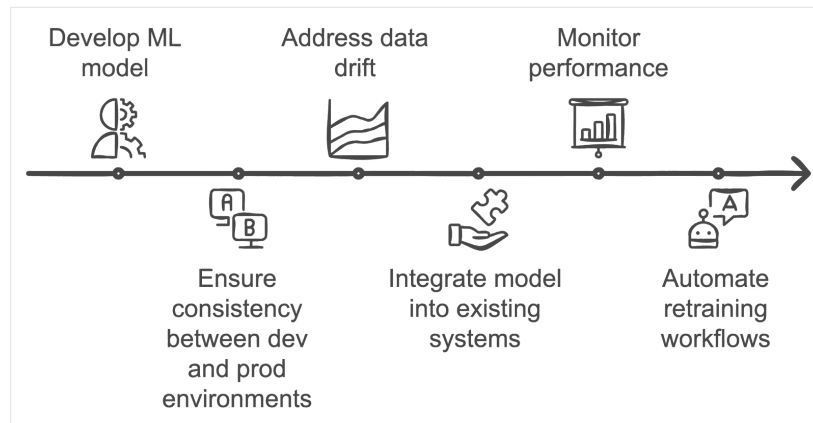 Develop ML
model
Address data
drift
Monitor
performance
A
B
A
Ensure
consistency
between dev
and prod
environments
Integrate model
into existing
systems
Automate
retraining
workflows